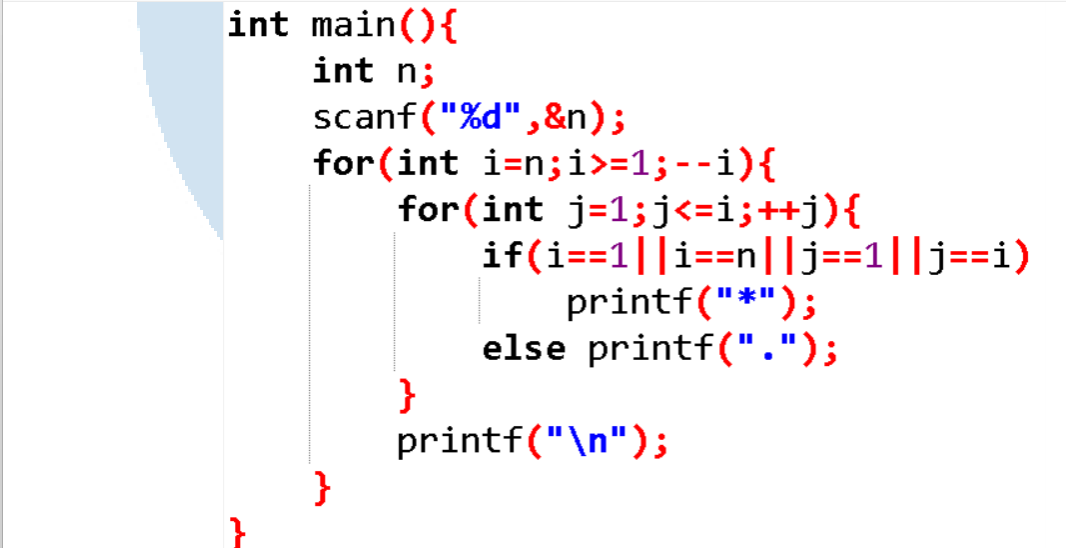 int main(){
    int n;
    scanf("%d",&n);
    for(int i=n;i>=1;--i){
        for(int j=1;j<=i;++j){
            if(i==1||i==n||j==1||j==i)
                printf("*");
            else printf(".");
        }
        printf("\n");
    }
}